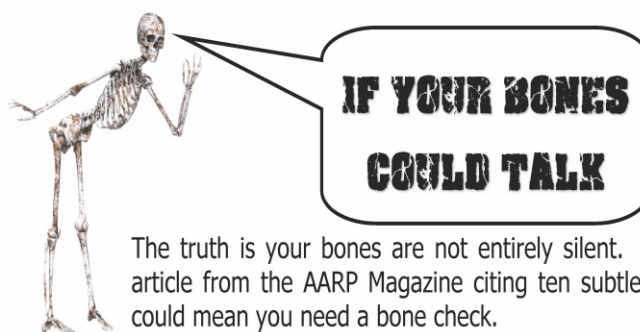 IF YOUR BONES
COULD TALK
The truth is your bones are not entirely silent.
article from the AARP Magazine citing ten subtle
could mean you need a bone check.